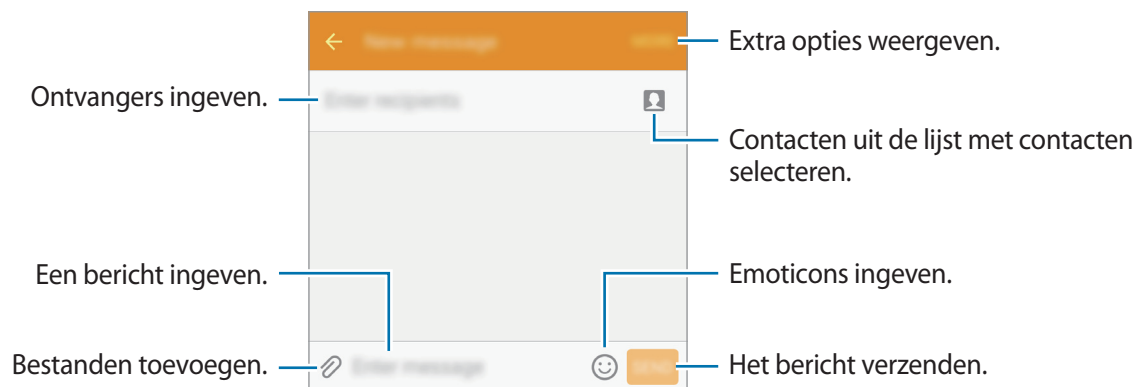 New message
Extra opties weergeven.
Ontvangers ingeven.
Enter recipients
Contacten uit de lijst met contacten
selecteren.
Een bericht ingeven.
Emoticons ingeven.
Bestanden toevoegen.
Enter message
SEND
Het bericht verzenden.